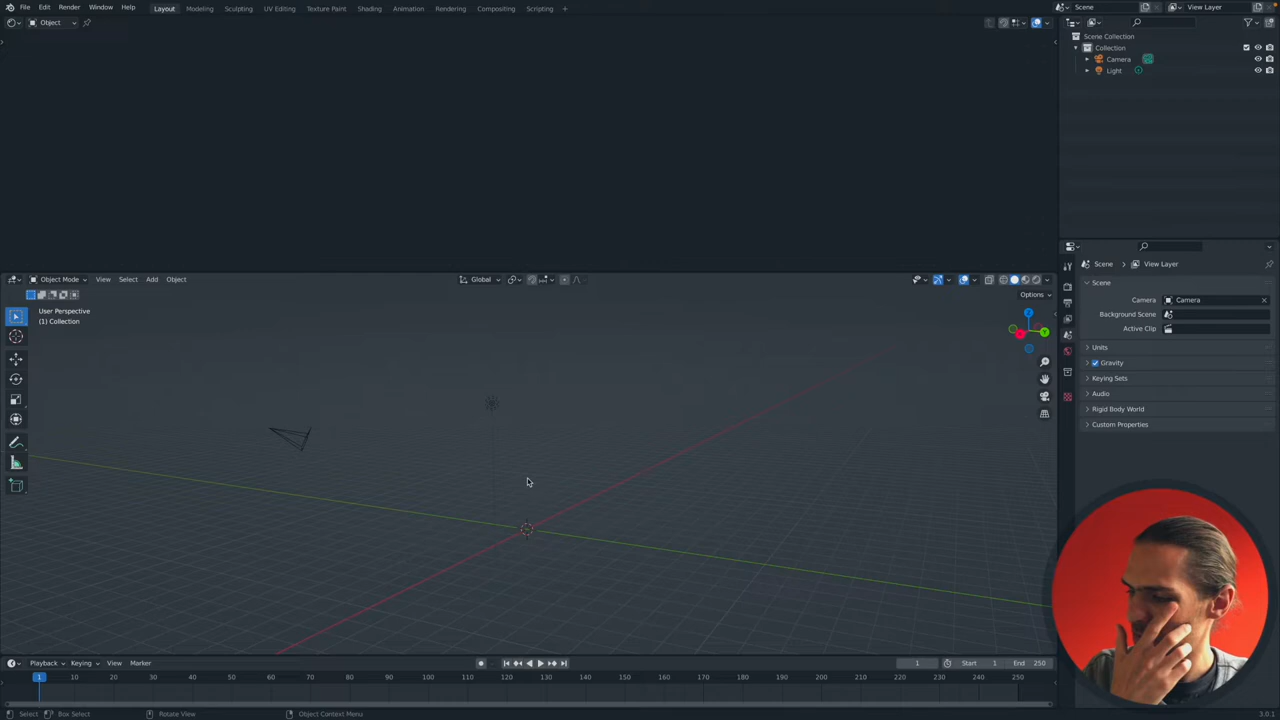 File Edit Render Window Help Layout Modeling Sculpting UV Editing Texture Paint Shading Animation Rendering Compositing Scripting + Scene View Layer
Object
Scene Collection
Collection
Camera
Light
Object Mode View Select Add Object Global
Options
User Perspective
(1) Collection
Z
Y
Scene View Layer
Scene
Camera Camera
Background Scene
Active Clip
Units
Gravity
Keying Sets
Audio
Rigid Body World
Custom Properties
Playback Keying View Marker 1 Start 1 End 250
1 10 20 30 40 50 60 70 80 90 100 110 120 130 140 150 160 170 180 190 200 210 220 230 240 250
Select Box Select Rotate View Object Context Menu 3.0.1